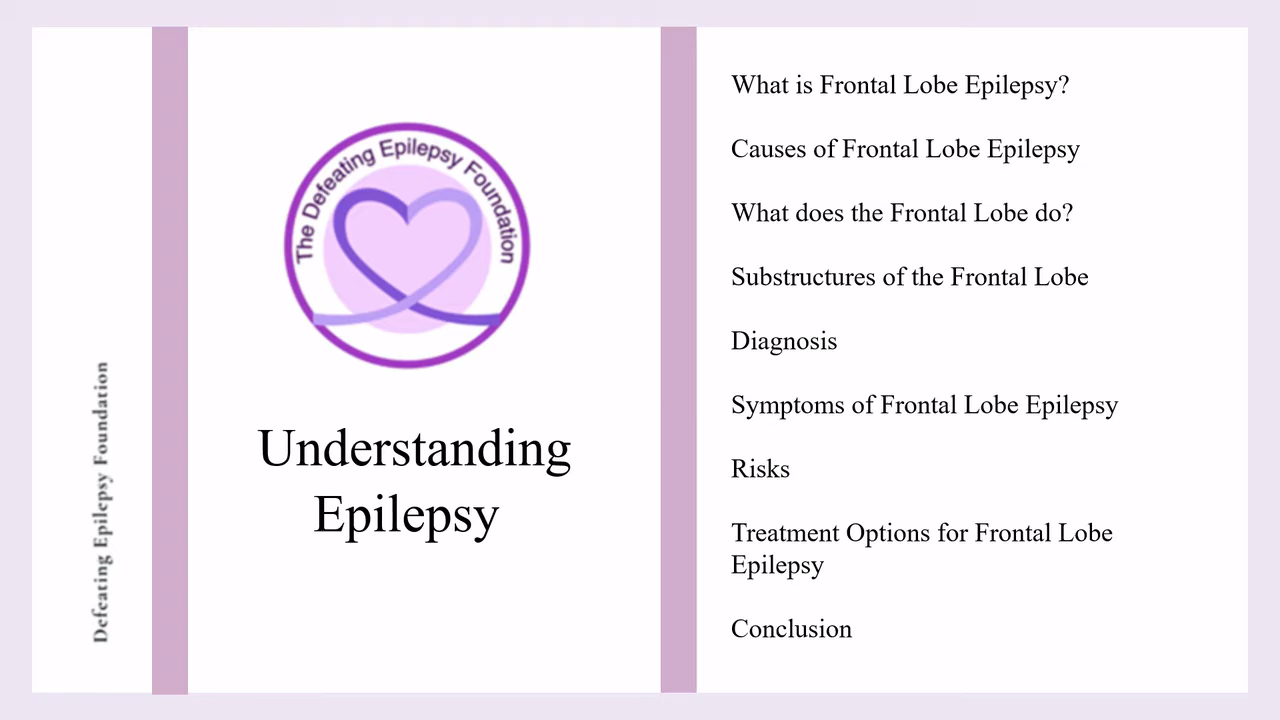 Defeating Epilepsy Foundation
The Defeating Epilepsy Foundation
Understanding
Epilepsy
What is Frontal Lobe Epilepsy?
Causes of Frontal Lobe Epilepsy
What does the Frontal Lobe do?
Substructures of the Frontal Lobe
Diagnosis
Symptoms of Frontal Lobe Epilepsy
Risks
Treatment Options for Frontal Lobe
Epilepsy
Conclusion